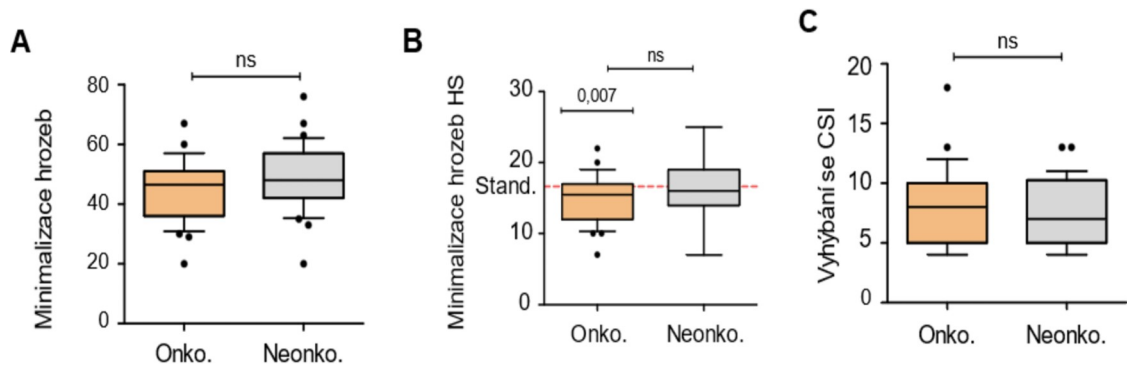 A
Minimalizace hrozeb
ns
80
60
40
20
0
Onko.
Neonko.
B
Minimalizace hrozeb HS
ns
0,007
30
20
Stand.
10
0
Onko.
Neonko.
C
Vyhýbání se CSI
ns
20
15
10
5
0
Onko.
Neonko.